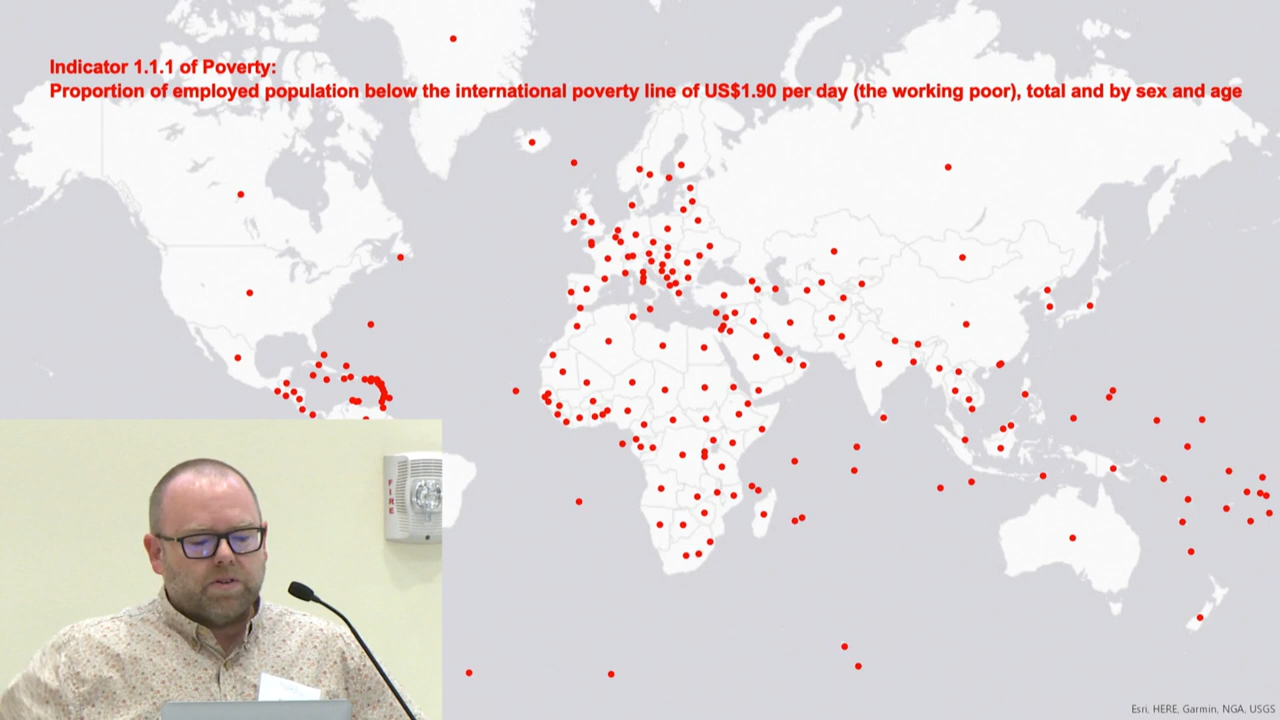 Indicator 1.1.1 of Poverty:
Proportion of employed population below the international poverty line of US$1.90 per day (the working poor), total and by sex and age
FIRE
Esri, HERE, Garmin, NGA, USGS